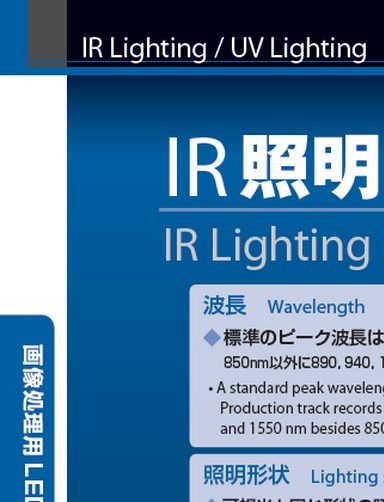 IR Lighting / UV Lighting
IR 照明
IR Lighting
画像処理用 LED
波長 Wavelength
◆標準のピーク波長は
850nm以外に890, 940, 1
• A standard peak waveleng
Production track records
and 1550 nm besides 850
照明形状 Lighting